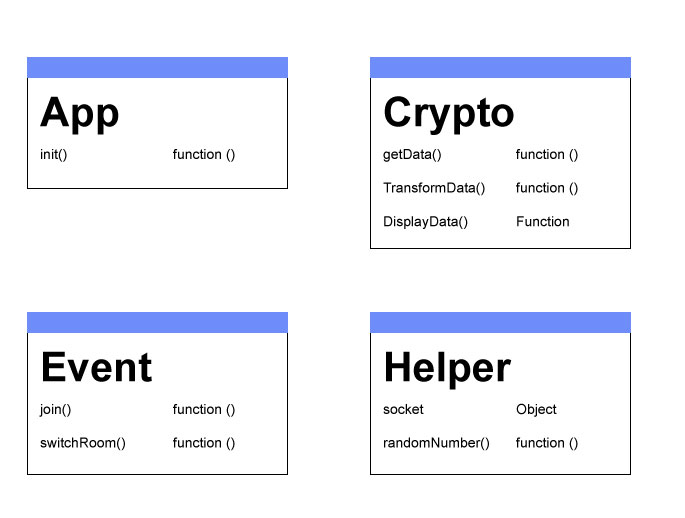 App
init() function ()
Crypto
getData() function ()
TransformData() function ()
DisplayData() Function
Event
join() function ()
switchRoom() function ()
Helper
socket Object
randomNumber() function ()